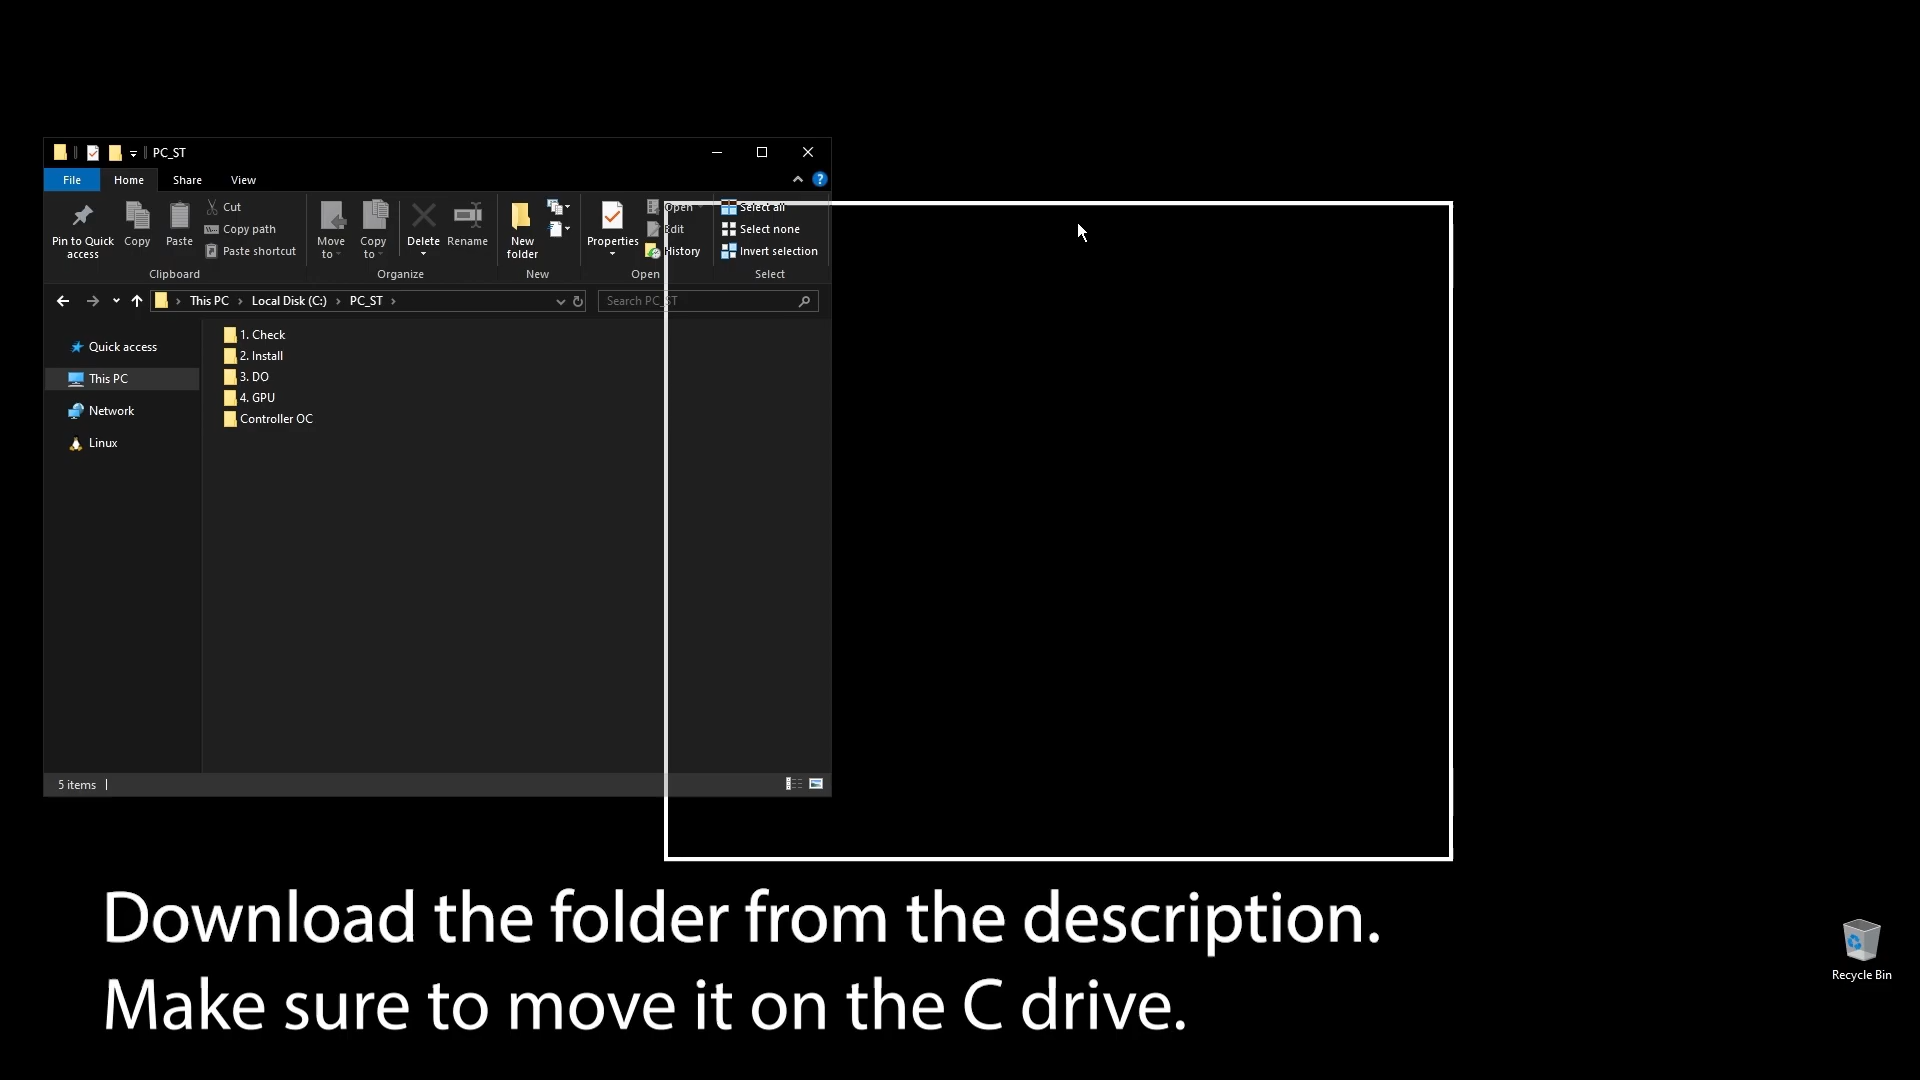 PC_ST
File Home Share View
Pin to Quick access
Copy
Paste
Cut
Copy path
Paste shortcut
Clipboard
Move to
Copy to
Delete
Rename
Organize
New folder
New
Properties
Open
Edit
History
Open
Select all
Select none
Invert selection
Select
This PC > Local Disk (C:) > PC_ST >
Search PC_ST
Quick access
This PC
Network
Linux
1. Check
2. Install
3. DO
4. GPU
Controller OC
5 items
Recycle Bin
Download the folder from the description.
Make sure to move it on the C drive.